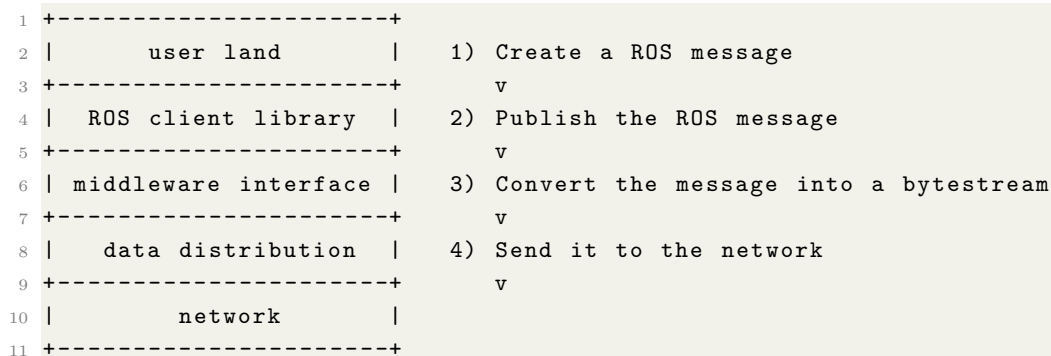 1 +----------------------+
2 |      user land       |   1) Create a ROS message
3 +----------------------+      v
4 |  ROS client library  |   2) Publish the ROS message
5 +----------------------+      v
6 | middleware interface |   3) Convert the message into a bytestream
7 +----------------------+      v
8 |   data distribution  |   4) Send it to the network
9 +----------------------+      v
10 |        network       |
11 +----------------------+